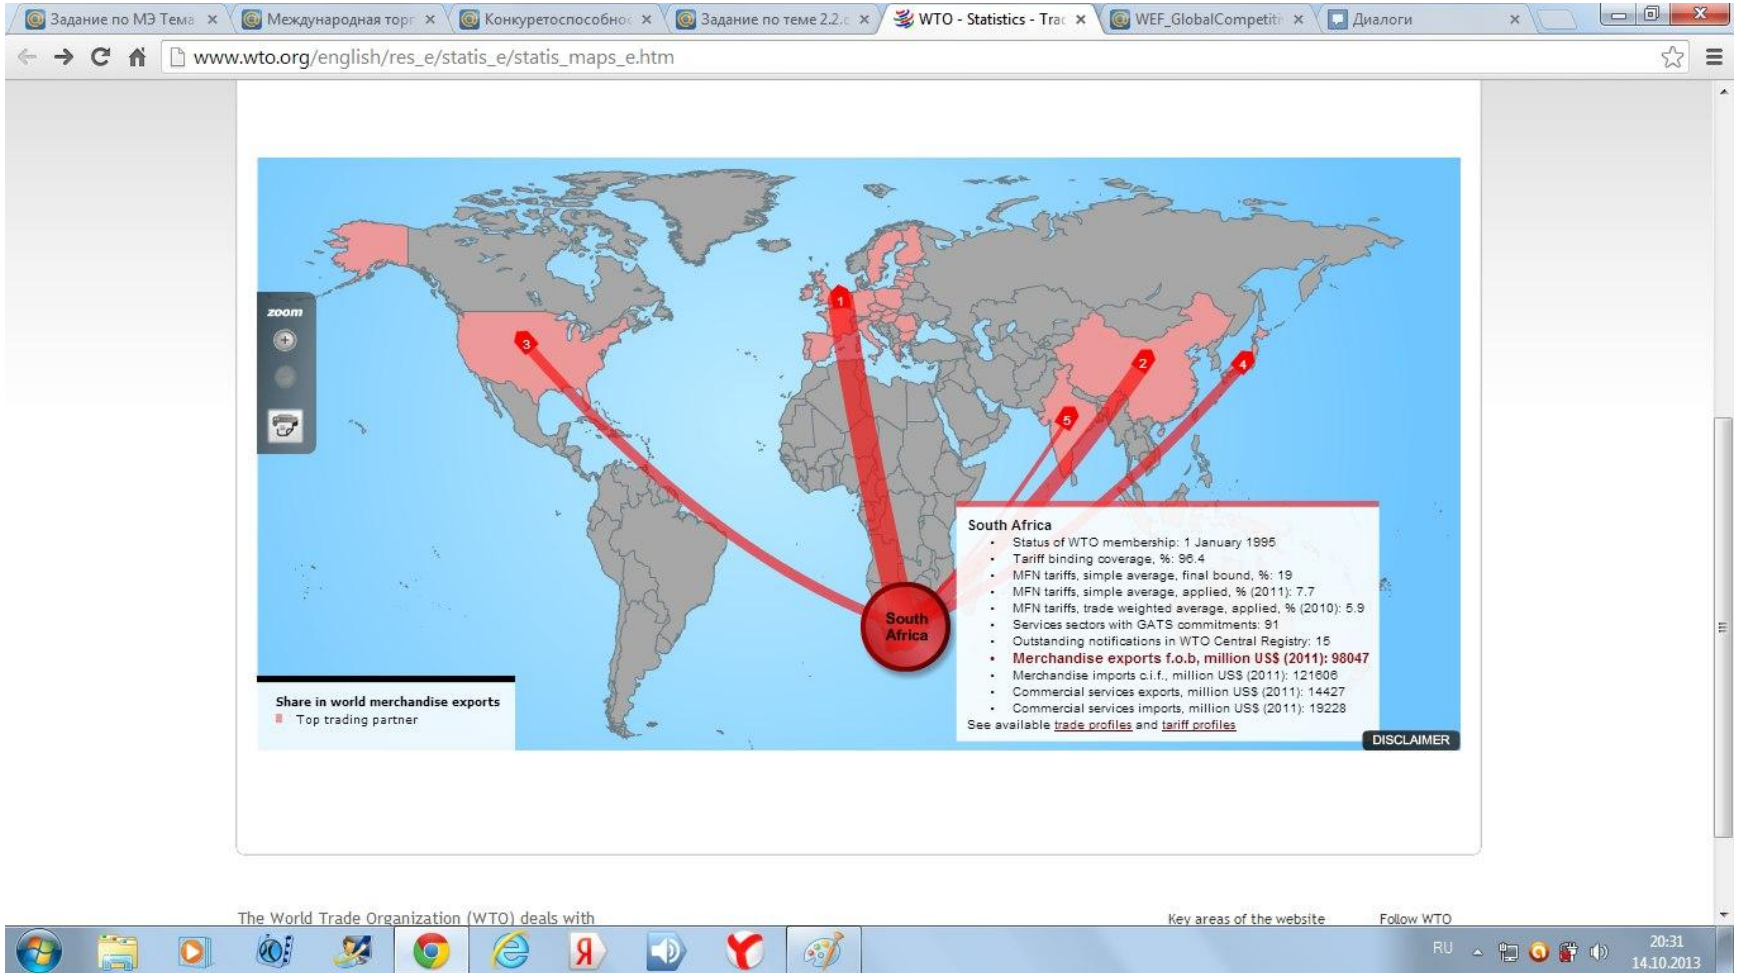 Задание по МЭ Тема
Международная торг
Конкуретоспособнос
Задание по теме 2.2.с
WTO - Statistics - Trac
WEF_GlobalCompetiti
Диалоги
www.wto.org/english/res_e/statis_e/statis_maps_e.htm
zoom
1
2
3
4
5
South
Africa
South Africa
• Status of WTO membership: 1 January 1995
• Tariff binding coverage, %: 96.4
• MFN tariffs, simple average, final bound, %: 19
• MFN tariffs, simple average, applied, % (2011): 7.7
• MFN tariffs, trade weighted average, applied, % (2010): 5.9
• Services sectors with GATS commitments: 91
• Outstanding notifications in WTO Central Registry: 15
• Merchandise exports f.o.b, million US$ (2011): 98047
• Merchandise imports c.i.f., million US$ (2011): 121606
• Commercial services exports, million US$ (2011): 14427
• Commercial services imports, million US$ (2011): 19228
See available trade profiles and tariff profiles
Share in world merchandise exports
Top trading partner
DISCLAIMER
The World Trade Organization (WTO) deals with
Key areas of the website
Follow WTO
Я
RU
20:31
14.10.2013